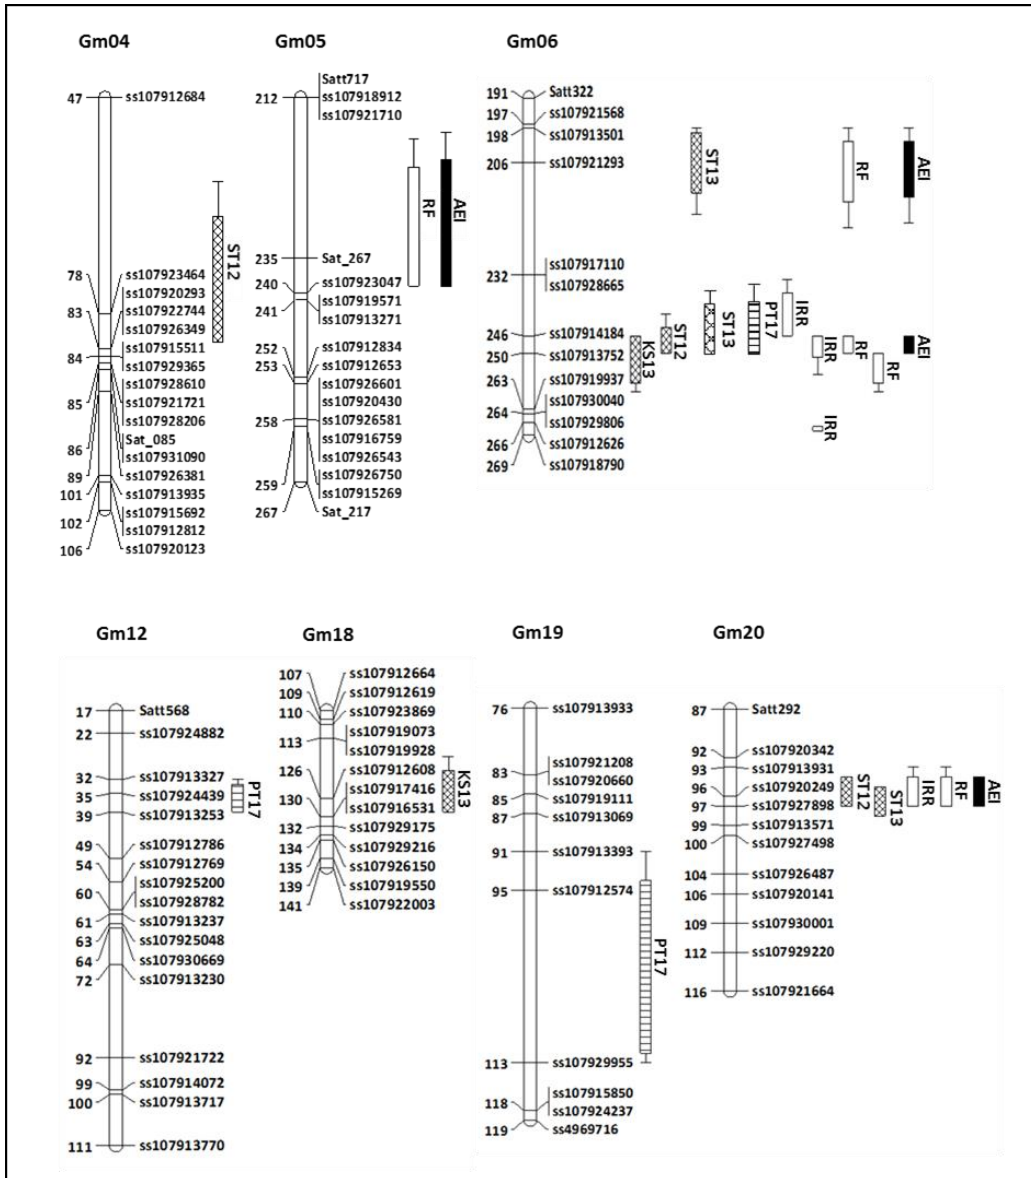 Gm04
47 ss107912684
78 ss107923464
83 ss107920293
ss107922744
ss107926349
84 ss107915511
ss107929365
85 ss107928610
ss107921721
ss107928206
86 Sat_085
ss107931090
89 ss107926381
101 ss107913935
102 ss107915692
ss107912812
106 ss107920123
ST12
Gm05
Satt717
212 ss107918912
ss107921710
235 Sat_267
240 ss107923047
241 ss107919571
ss107913271
252 ss107912834
253 ss107912653
258 ss107926601
ss107920430
ss107926581
ss107916759
ss107926543
259 ss107926750
ss107915269
267 Sat_217
RF
AEI
Gm06
191 Satt322
197 ss107921568
198 ss107913501
206 ss107921293
232 ss107917110
ss107928665
246 ss107914184
250 ss107913752
263 ss107919937
264 ss107930040
ss107929806
266 ss107912626
269 ss107918790
ST13
RF
AEI
KS13
ST12
ST13
PT17
IRR
IRR
RF
RF
AEI
IRR
Gm12
17 Satt568
22 ss107924882
32 ss107913327
35 ss107924439
39 ss107913253
49 ss107912786
54 ss107912769
60 ss107925200
ss107928782
61 ss107913237
63 ss107925048
64 ss107930669
72 ss107913230
92 ss107921722
99 ss107914072
100 ss107913717
111 ss107913770
PT17
Gm18
107 ss107912664
109 ss107912619
110 ss107923869
113 ss107919073
ss107919928
126 ss107912608
130 ss107917416
ss107916531
132 ss107929175
134 ss107929216
135 ss107926150
139 ss107919550
141 ss107922003
KS13
Gm19
76 ss107913933
83 ss107921208
ss107920660
85 ss107919111
87 ss107913069
91 ss107913393
95 ss107912574
113 ss107929955
118 ss107915850
ss107924237
119 ss4969716
PT17
Gm20
87 Satt292
92 ss107920342
93 ss107913931
96 ss107920249
97 ss107927898
99 ss107913571
100 ss107927498
104 ss107926487
106 ss107920141
109 ss107930001
112 ss107929220
116 ss107921664
ST12
ST13
IRR
RF
AEI